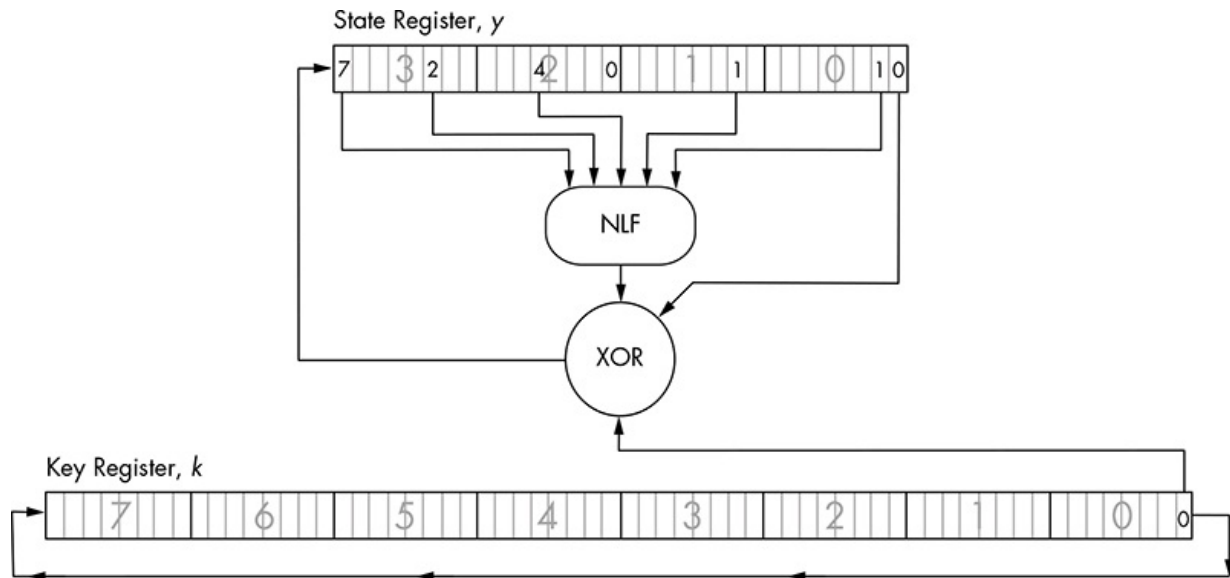 State Register, y
7 3 2 4 2 0 1 1 0 1 0
NLF
XOR
Key Register, k
7 6 5 4 3 2 1 0 0